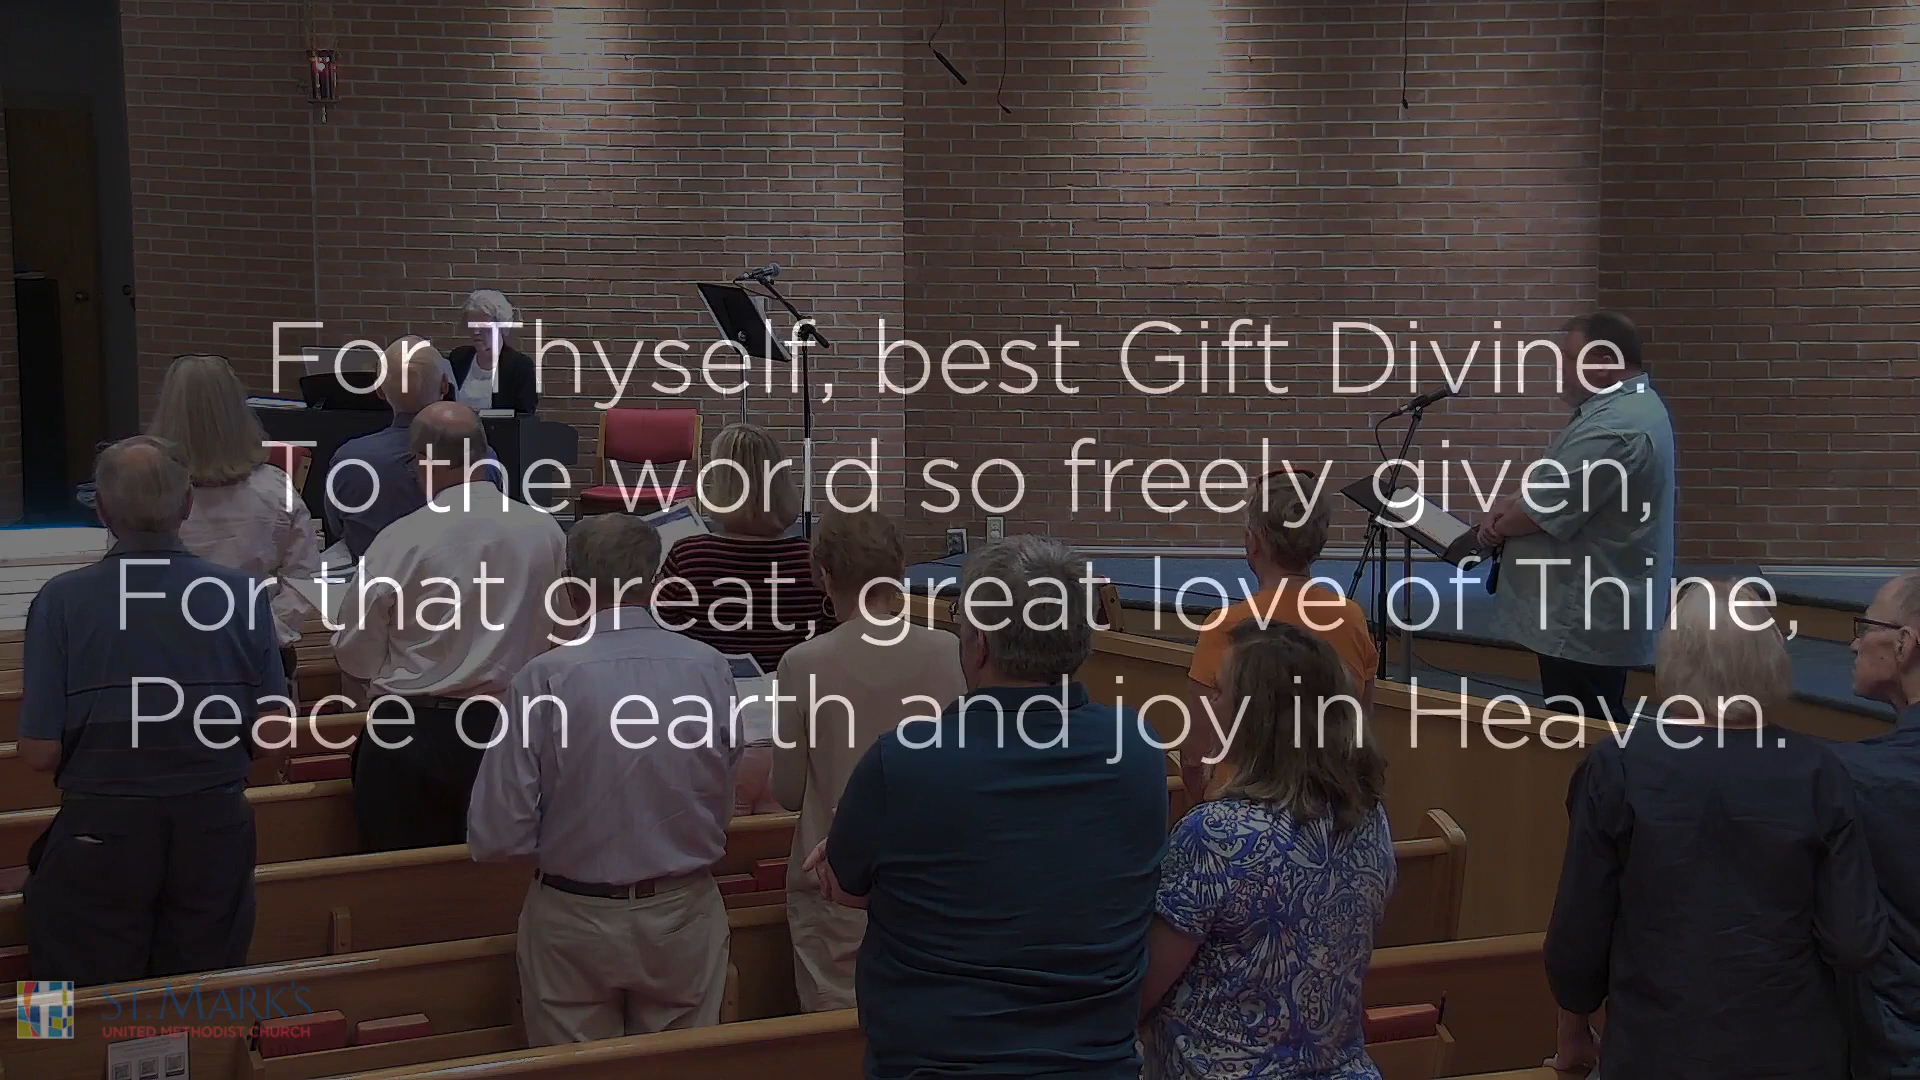 For Thyself, best Gift Divine.
To the world so freely given,
For that great, great love of Thine,
Peace on earth and joy in Heaven.
ST. MARK'S
UNITED METHODIST CHURCH